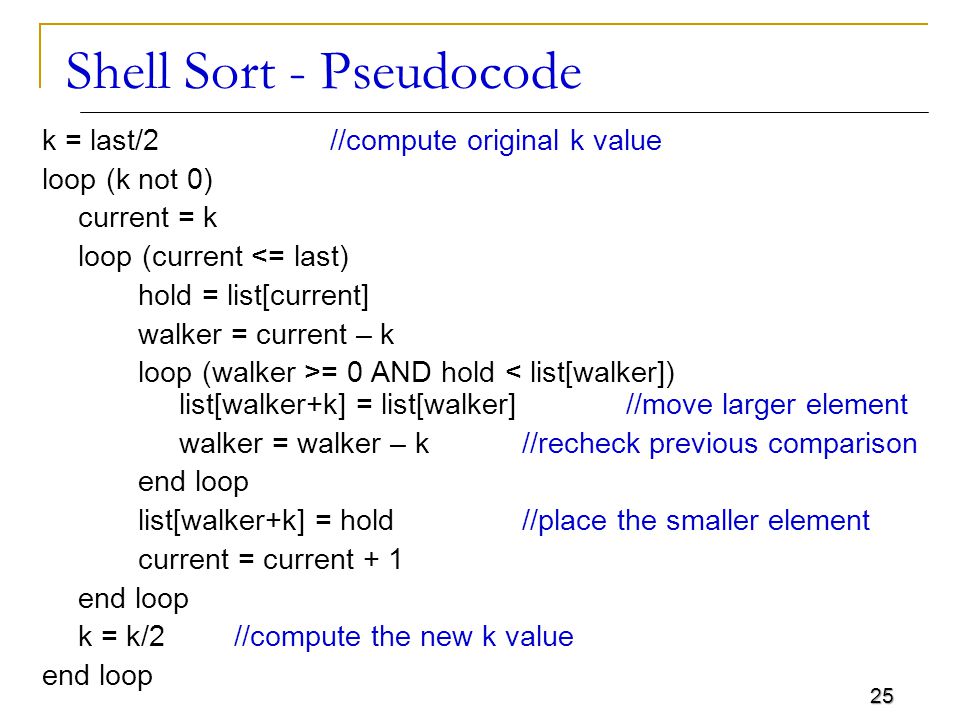 Shell Sort - Pseudocode
k = last/2 //compute original k value
loop (k not 0)
current = k
loop (current <= last)
hold = list[current]
walker = current – k
loop (walker >= 0 AND hold < list[walker])
list[walker+k] = list[walker] //move larger element
walker = walker – k //recheck previous comparison
end loop
list[walker+k] = hold //place the smaller element
current = current + 1
end loop
k = k/2 //compute the new k value
end loop
25